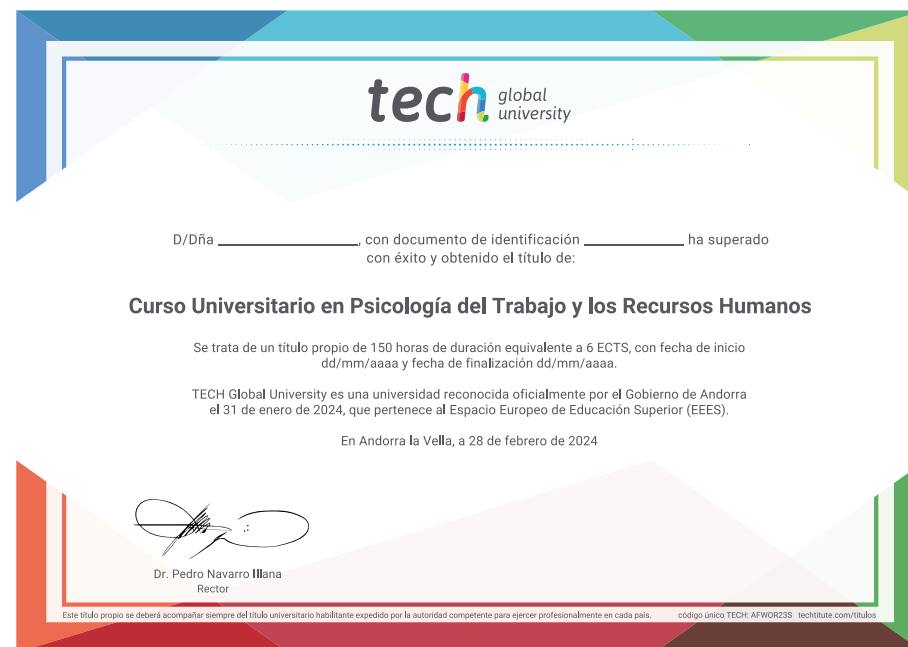 tech global university
D/Dña ____________________, con documento de identificación ______________ ha superado
con éxito y obtenido el título de:
Curso Universitario en Psicología del Trabajo y los Recursos Humanos
Se trata de un título propio de 150 horas de duración equivalente a 6 ECTS, con fecha de inicio
dd/mm/aaaa y fecha de finalización dd/mm/aaaa.
TECH Global University es una universidad reconocida oficialmente por el Gobierno de Andorra
el 31 de enero de 2024, que pertenece al Espacio Europeo de Educación Superior (EEES).
En Andorra la Vella, a 28 de febrero de 2024
Dr. Pedro Navarro Illana
Rector
Este título propio se deberá acompañar siempre del título universitario habilitante expedido por la autoridad competente para ejercer profesionalmente en cada país. código único TECH: AFWOR23S techtitute.com/titulos